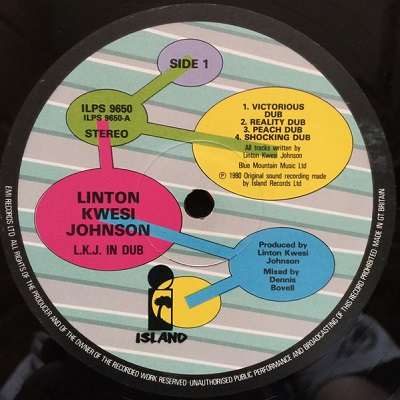 SIDE 1
ILPS 9650
ILPS 9650-A
STEREO
1. VICTORIOUS
DUB
2. REALITY DUB
3. PEACH DUB
4. SHOCKING DUB
All tracks written by
Linton Kwesi Johnson
Blue Mountain Music Ltd
℗ 1980 Original sound recording made
by Island Records Ltd
LINTON
KWESI
JOHNSON
L.K.J. IN DUB
Produced by
Linton Kwesi
Johnson
Mixed by
Dennis
Bovell
ISLAND
EMI RECORDS LTD. ALL RIGHTS OF THE PRODUCER AND OF THE OWNER OF THE RECORDED WORK RESERVED · UNAUTHORISED PUBLIC PERFORMANCE AND BROADCASTING OF THIS RECORD PROHIBITED. MADE IN GT BRITAIN.